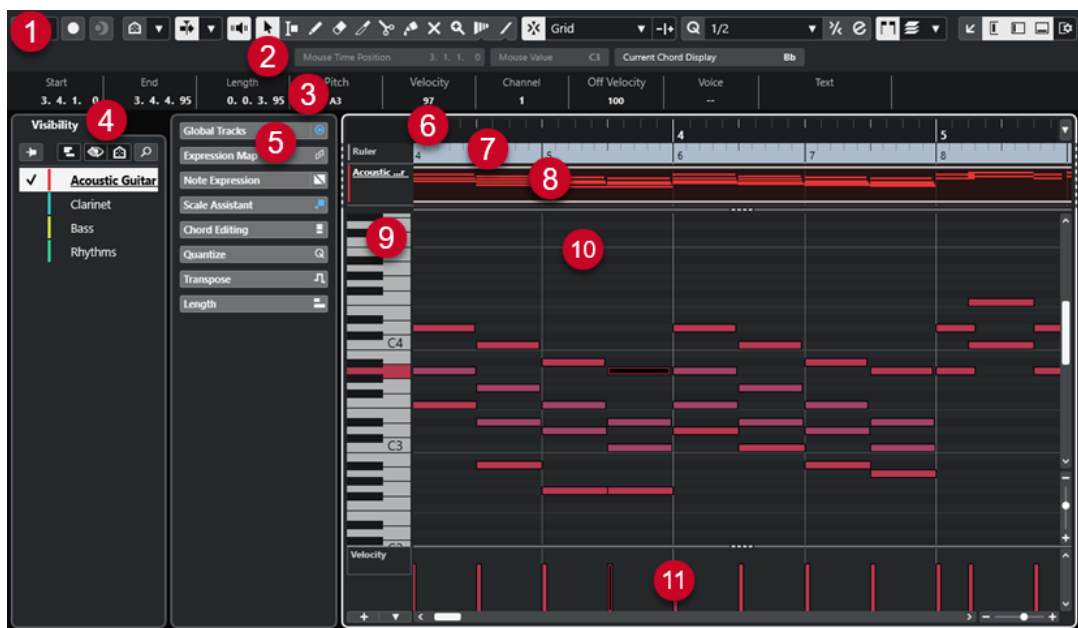 1
Grid
Q
1/2
2
Mouse Time Position 3. 1. 1. 0
Mouse Value C3
Current Chord Display Bb
Start End Length Pitch Velocity Channel Off Velocity Voice Text
3. 4. 1. 0 3. 4. 4. 95 0. 0. 3. 95 A3 97 1 100 --
3
Visibility
4
Acoustic Guitar
Clarinet
Bass
Rhythms
Global Tracks
5
Expression Map
Note Expression
Scale Assistant
Chord Editing
Quantize
Q
Transpose
Length
6
4 5
Ruler
7
4 5 6 7 8
Acoustic ...r
8
9
10
C4
C3
Velocity
11